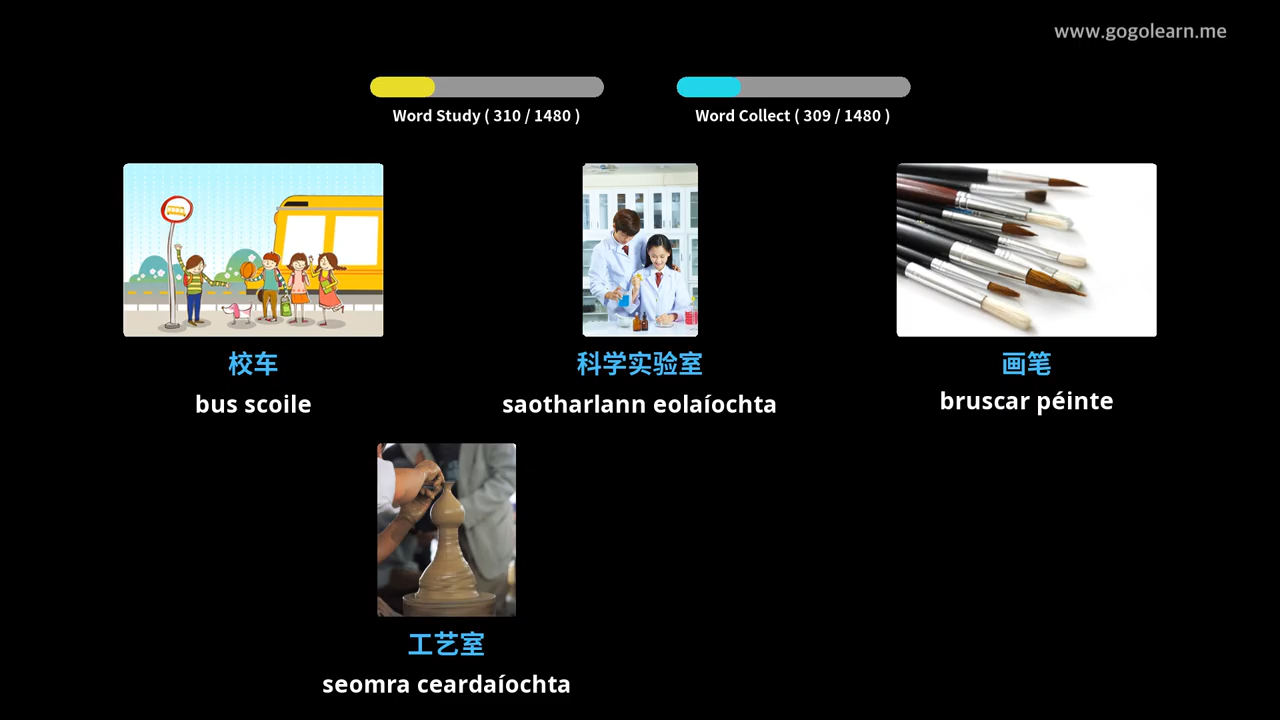 www.gogolearn.me
Word Study ( 310 / 1480 )
Word Collect ( 309 / 1480 )
校车
科学实验室
画笔
bus scoile
saotharlann eolaíochta
bruscar péinte
工艺室
seomra ceardaíochta